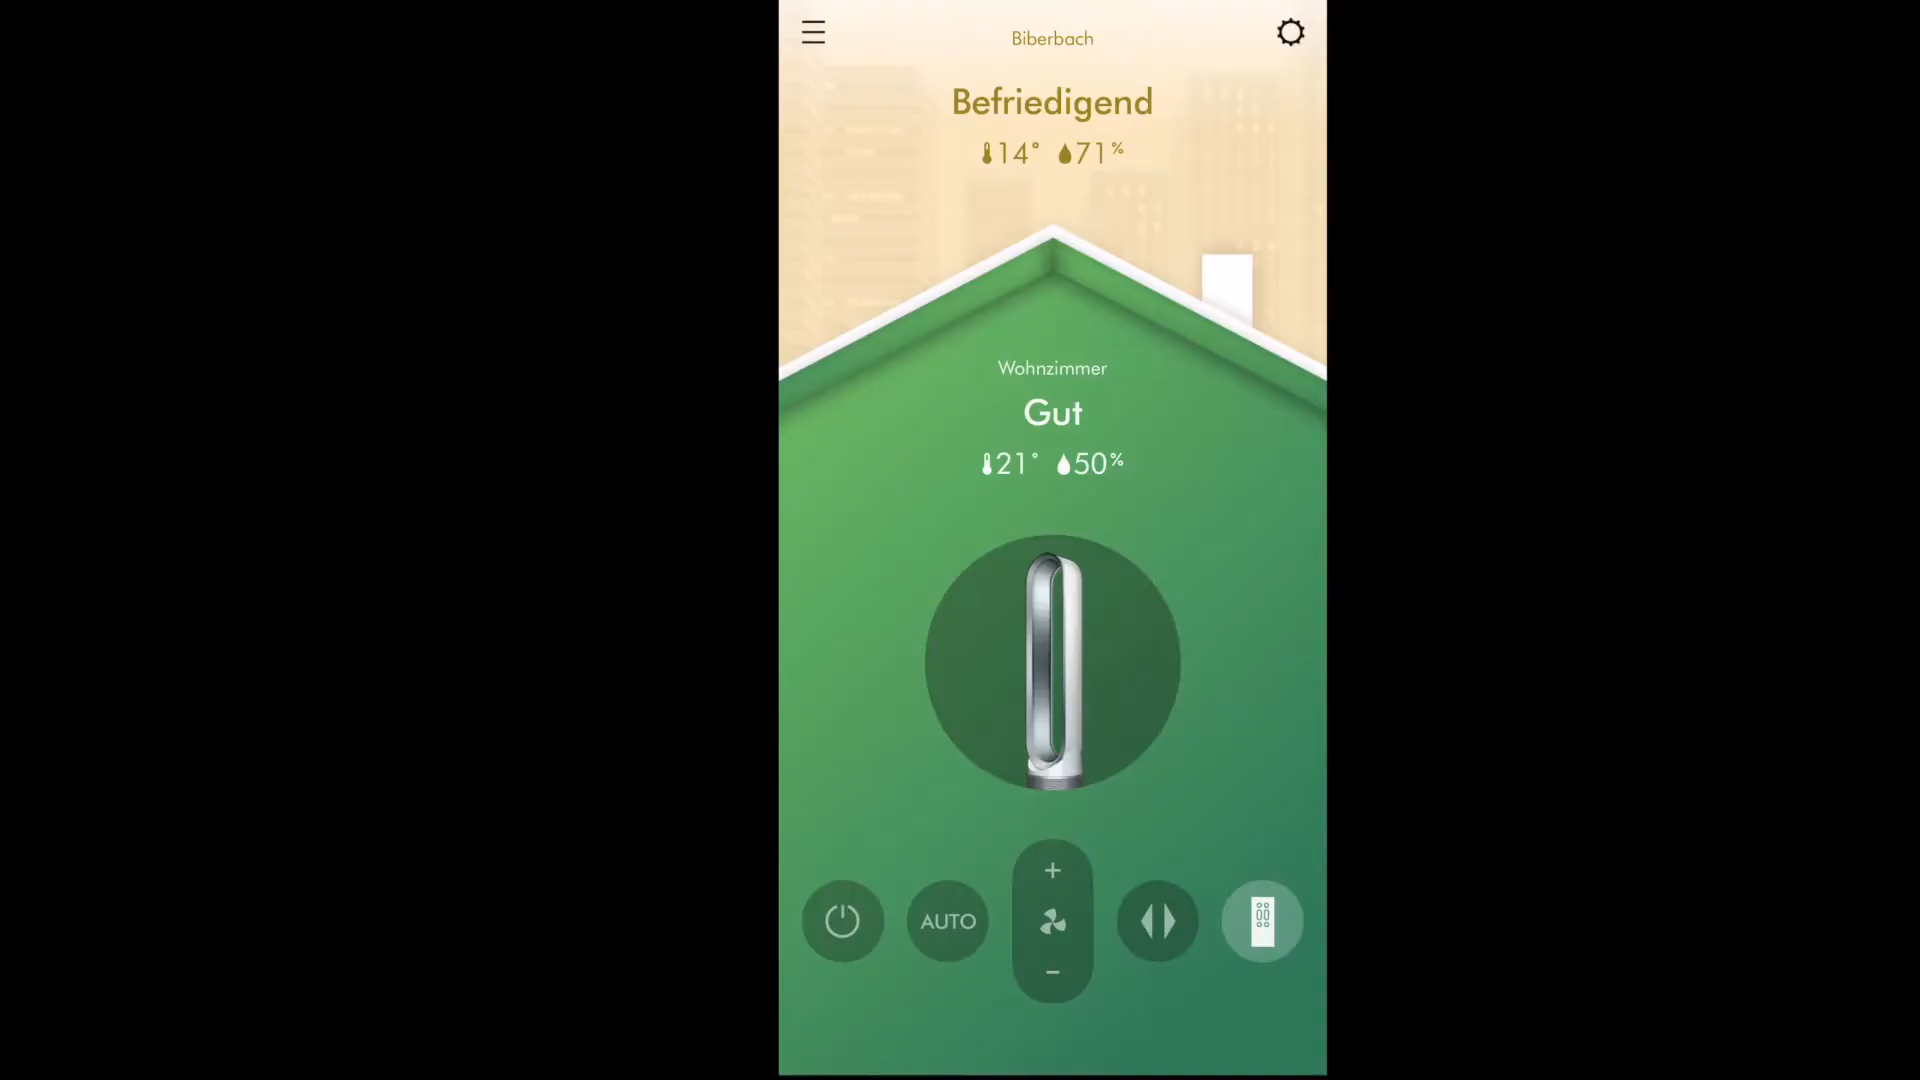 Biberbach
Befriedigend
14° 71%
Wohnzimmer
Gut
21° 50%
+
AUTO
−